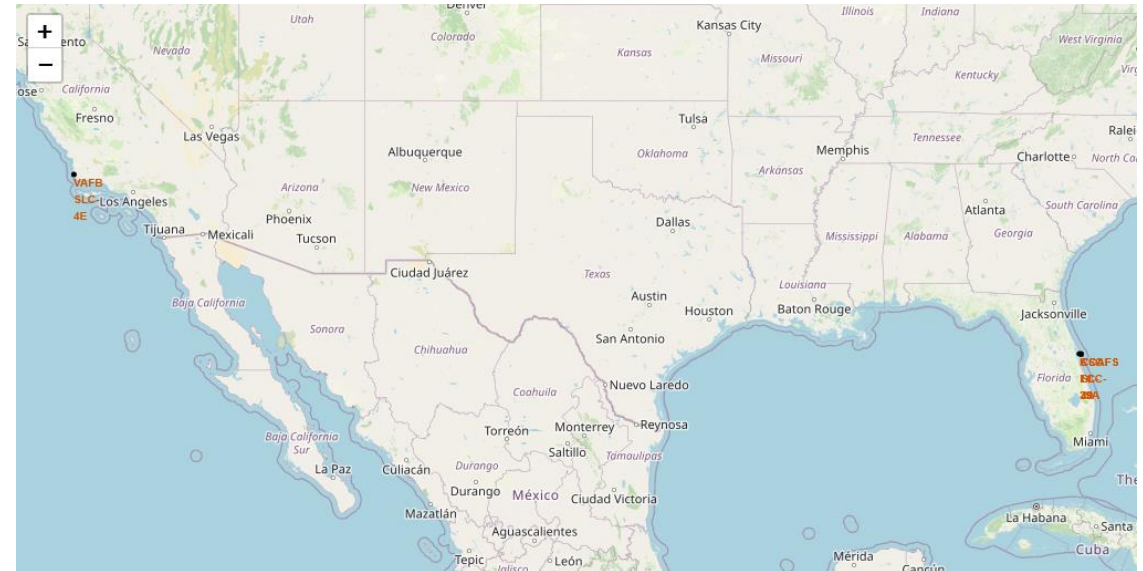 Denver
Kansas City
Illinois
Indiana
Utah
+
Nevada
Colorado
Kansas
Missouri
West Virginia
−
California
Kentucky
Fresno
Las Vegas
Tulsa
Tennessee
Albuquerque
Oklahoma
Memphis
Charlotte
VAFB
SLC-
4E
Los Angeles
Arizona
New Mexico
Arkansas
Phoenix
Dallas
Atlanta
South Carolina
Tijuana
Mexicali
Tucson
Mississippi
Alabama
Georgia
Ciudad Juárez
Texas
Louisiana
Baja California
Austin
Houston
Baton Rouge
Jacksonville
Sonora
San Antonio
Chihuahua
Florida
Coahuila
Nuevo Laredo
Torreón
Monterrey
Reynosa
Miami
Baja California
Sur
Saltillo
Tamaulipas
La Paz
Culiacán
Durango
The
Durango
México
Ciudad Victoria
Mazatlán
La Habana
Santa
Aguascalientes
Cuba
Tepic
León
Mérida
Jalisco
Cancún